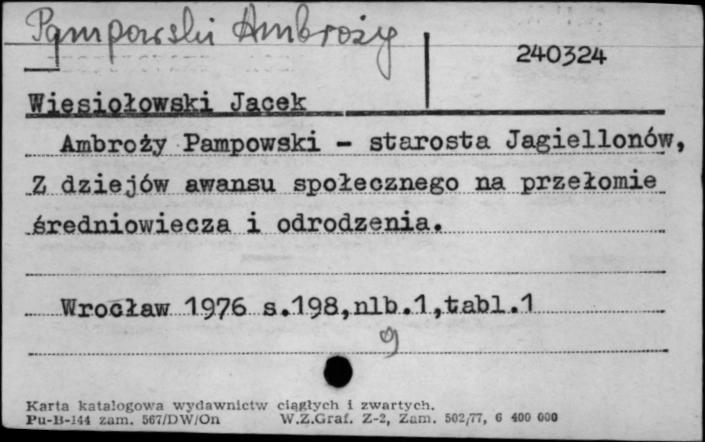 Pampowski Ambroży
240324
Wiesiołowski Jacek
Ambroży Pampowski - starosta Jagiellonów,
Z dziejów awansu społecznego na przełomie
średniowiecza i odrodzenia.
Wrocław 1976 s.198,nlb.1,tabl.1
g
Karta katalogowa wydawnictw ciągłych i zwartych.
Pu-B-144 zam. 567/DW/On W.Z.Graf. Z-2, Zam. 502/77, 6 400 000